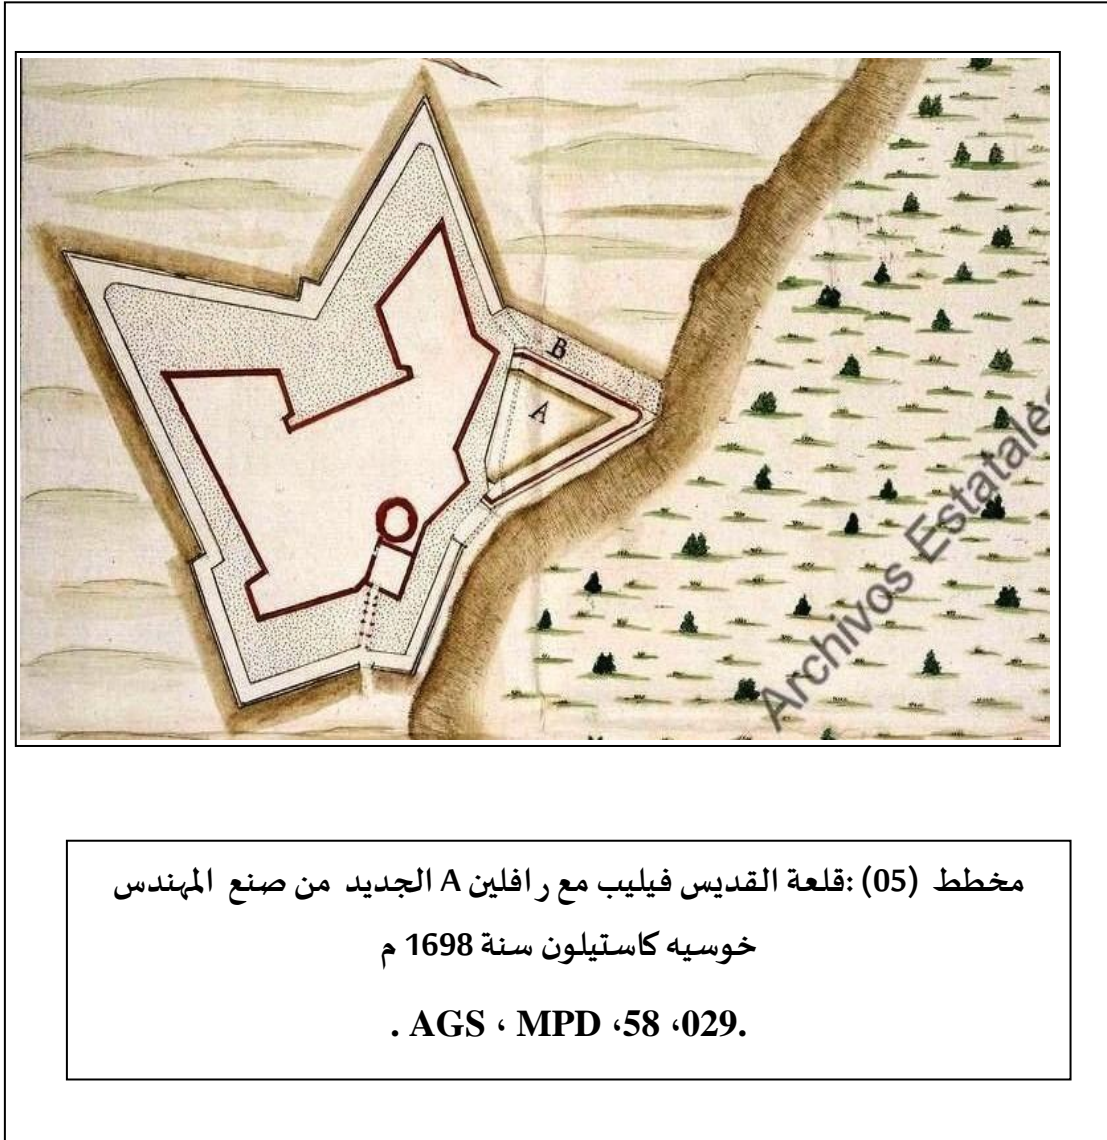 B
A
Archivos Estatales
مخطط (05) :قلعة القديس فيليب مع رافلين A الجديد من صنع المهندس
خوسيه كاستيلون سنة 1698 م
. AGS ، MPD ،58 ،029.